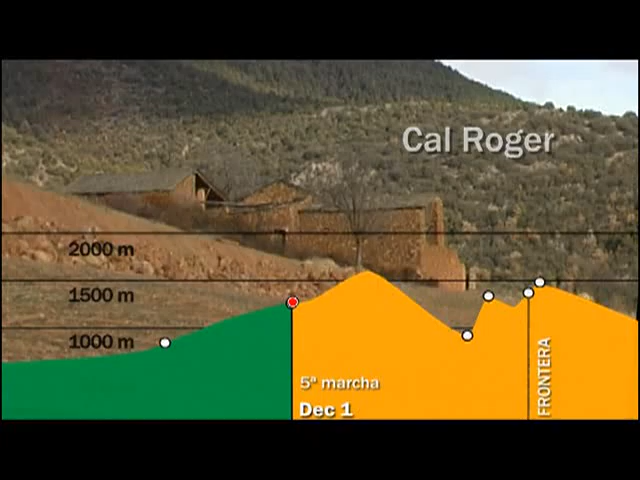 Cal Roger
2000 m
1500 m
1000 m
5ª marcha
Dec 1
FRONTERA